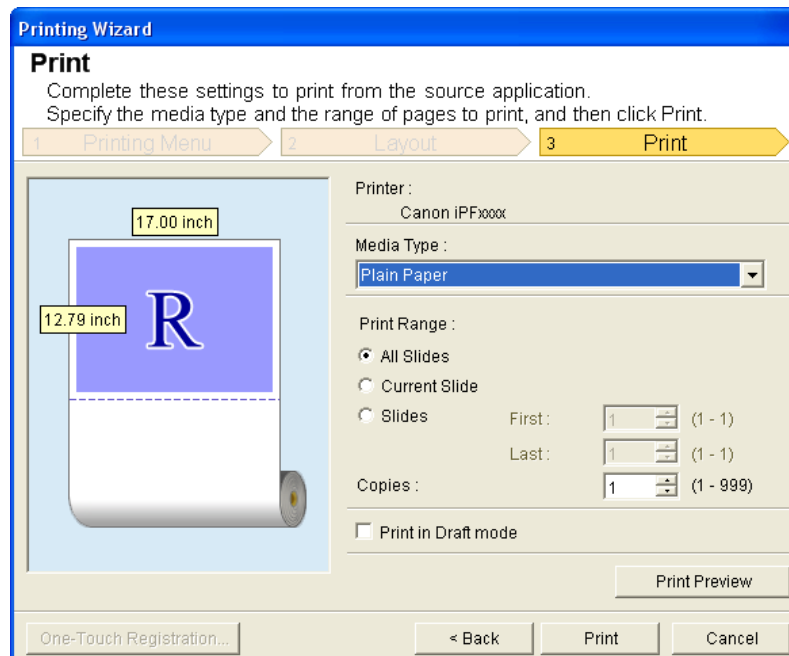 Printing Wizard
Print
Complete these settings to print from the source application.
Specify the media type and the range of pages to print, and then click Print.
1 Printing Menu 2 Layout 3 Print
17.00 inch
12.79 inch
R
Printer :
Canon iPFxxxx
Media Type :
Plain Paper
Print Range :
All Slides
Current Slide
Slides First : 1 (1 - 1)
Last : 1 (1 - 1)
Copies : 1 (1 - 999)
Print in Draft mode
Print Preview
One-Touch Registration... < Back Print Cancel